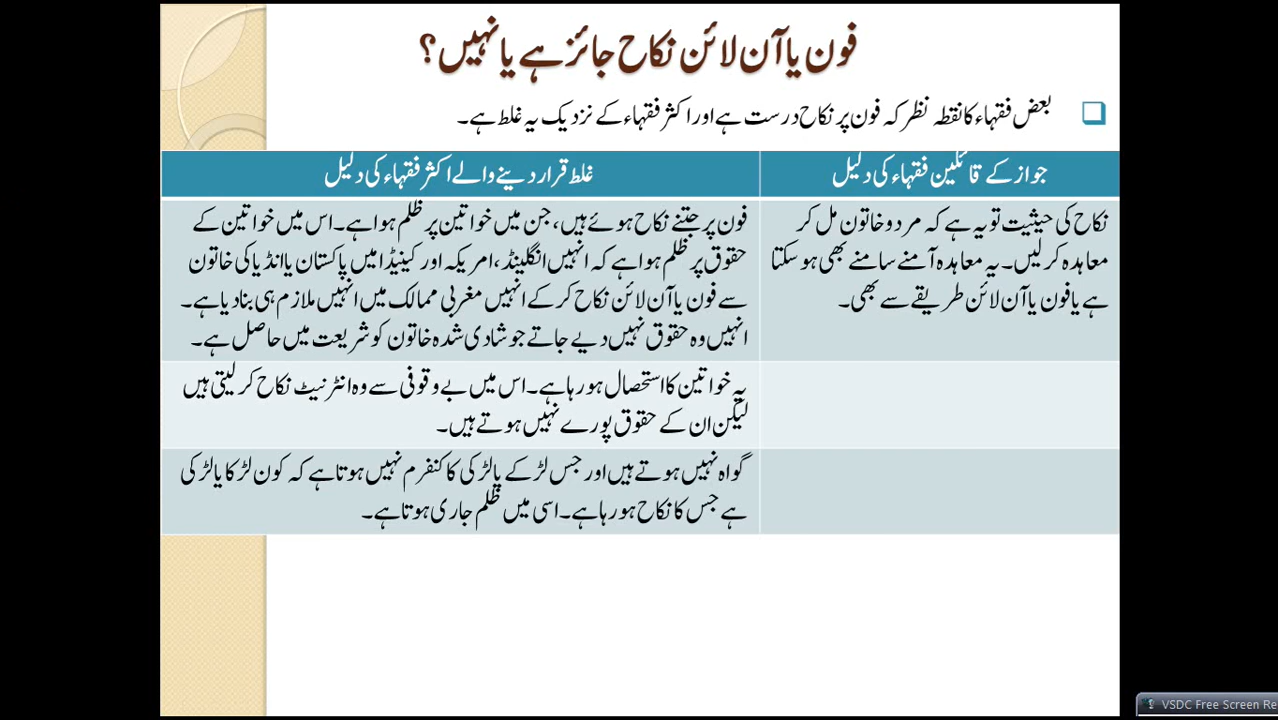 فون یا آن لائن نکاح جائز ہے یا نہیں؟
بعض فقہاء کا نقطہ نظر کہ فون پر نکاح درست ہے اور اکثر فقہاء کے نزدیک یہ غلط ہے۔
جواز کے قائلین فقہاء کی دلیل
غلط قرار دینے والے اکثر فقہاء کی دلیل
نکاح کی حیثیت تو یہ ہے کہ مرد و خاتون مل کر
معاہدہ کر لیں۔ یہ معاہدہ آمنے سامنے بھی ہو سکتا
ہے یا فون یا آن لائن طریقے سے بھی۔
فون پر جتنے نکاح ہوئے ہیں، جن میں خواتین پر ظلم ہوا ہے۔ اس میں خواتین کے
حقوق پر ظلم ہوا ہے کہ انہیں انگلینڈ، امریکہ اور کینیڈا میں پاکستان یا انڈیا کی خاتون
سے فون یا آن لائن نکاح کر کے انہیں مغربی ممالک میں انہیں ملازم ہی بنا دیا ہے۔
انہیں وہ حقوق نہیں دیے جاتے جو شادی شدہ خاتون کو شریعت میں حاصل ہے۔
یہ خواتین کا استحصال ہو رہا ہے۔ اس میں بے وقوفی سے وہ انٹرنیٹ نکاح کر لیتی ہیں
لیکن ان کے حقوق پورے نہیں ہوتے ہیں۔
گواہ نہیں ہوتے ہیں اور جس لڑکے یا لڑکی کا کنفرم نہیں ہوتا ہے کہ کون لڑکا یا لڑکی
ہے جس کا نکاح ہو رہا ہے۔ اسی میں ظلم جاری ہوتا ہے۔
VSDC Free Screen Re